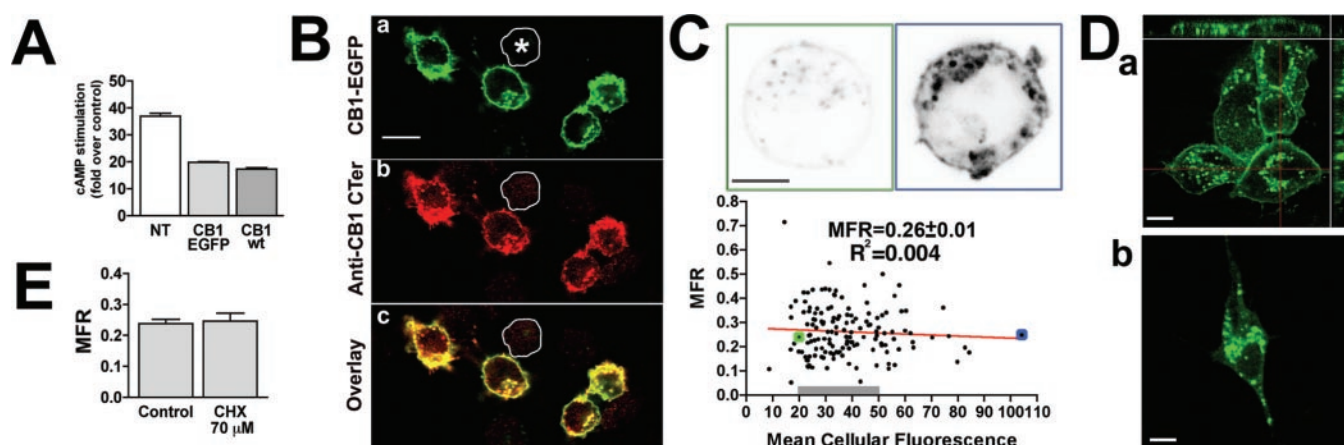 A
cAMP stimulation
(fold over control)
50
40
30
20
10
0
NT
CB1
EGFP
CB1
wt
E
MFR
0.4
0.3
0.2
0.1
0.0
Control
CHX
70 µM
B
a
*
CB1-EGFP
b
Anti-CB1 CTer
c
Overlay
C
MFR
0.8
0.7
0.6
0.5
0.4
0.3
0.2
0.1
0.0
MFR=0.26±0.01
R²=0.004
0 10 20 30 40 50 60 70 80 90 100 110
Mean Cellular Fluorescence
D
a
b